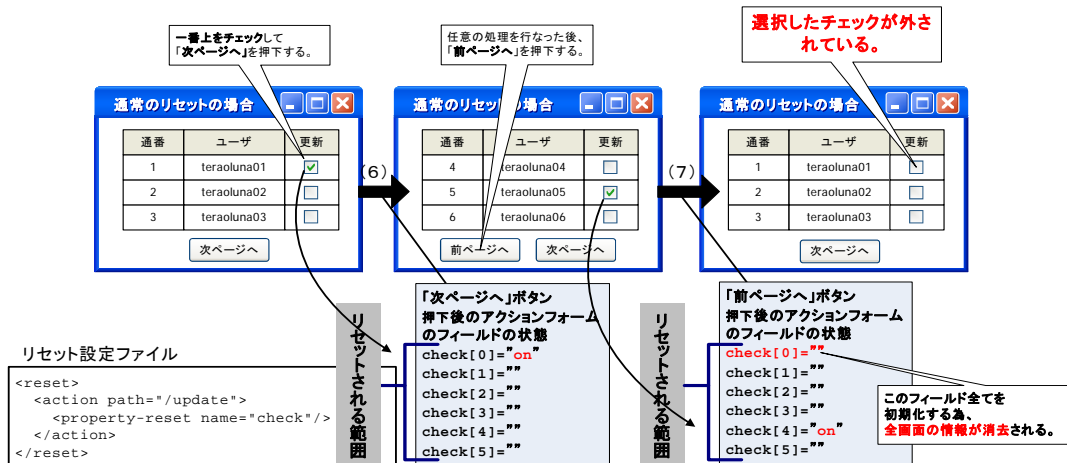 一番上をチェックして
「次ページへ」を押下する。
任意の処理を行なった後、
「前ページへ」を押下する。
選択したチェックが外さ
れている。
通常のリセットの場合
通番 ユーザ 更新
1 teraoluna01
2 teraoluna02
3 teraoluna03
次ページへ
(6)
通常のリセットの場合
通番 ユーザ 更新
4 teraoluna04
5 teraoluna05
6 teraoluna06
前ページへ 次ページへ
(7)
通常のリセットの場合
通番 ユーザ 更新
1 teraoluna01
2 teraoluna02
3 teraoluna03
次ページへ
リセット設定ファイル
<reset>
<action path="/update">
<property-reset name="check"/>
</action>
</reset>
リセットされる範囲
「次ページへ」ボタン
押下後のアクションフォーム
のフィールドの状態
check[0]="on"
check[1]=""
check[2]=""
check[3]=""
check[4]=""
check[5]=""
リセットされる範囲
「前ページへ」ボタン
押下後のアクションフォーム
のフィールドの状態
check[0]=""
check[1]=""
check[2]=""
check[3]=""
check[4]="on"
check[5]=""
このフィールド全てを
初期化する為、
全画面の情報が消去される。